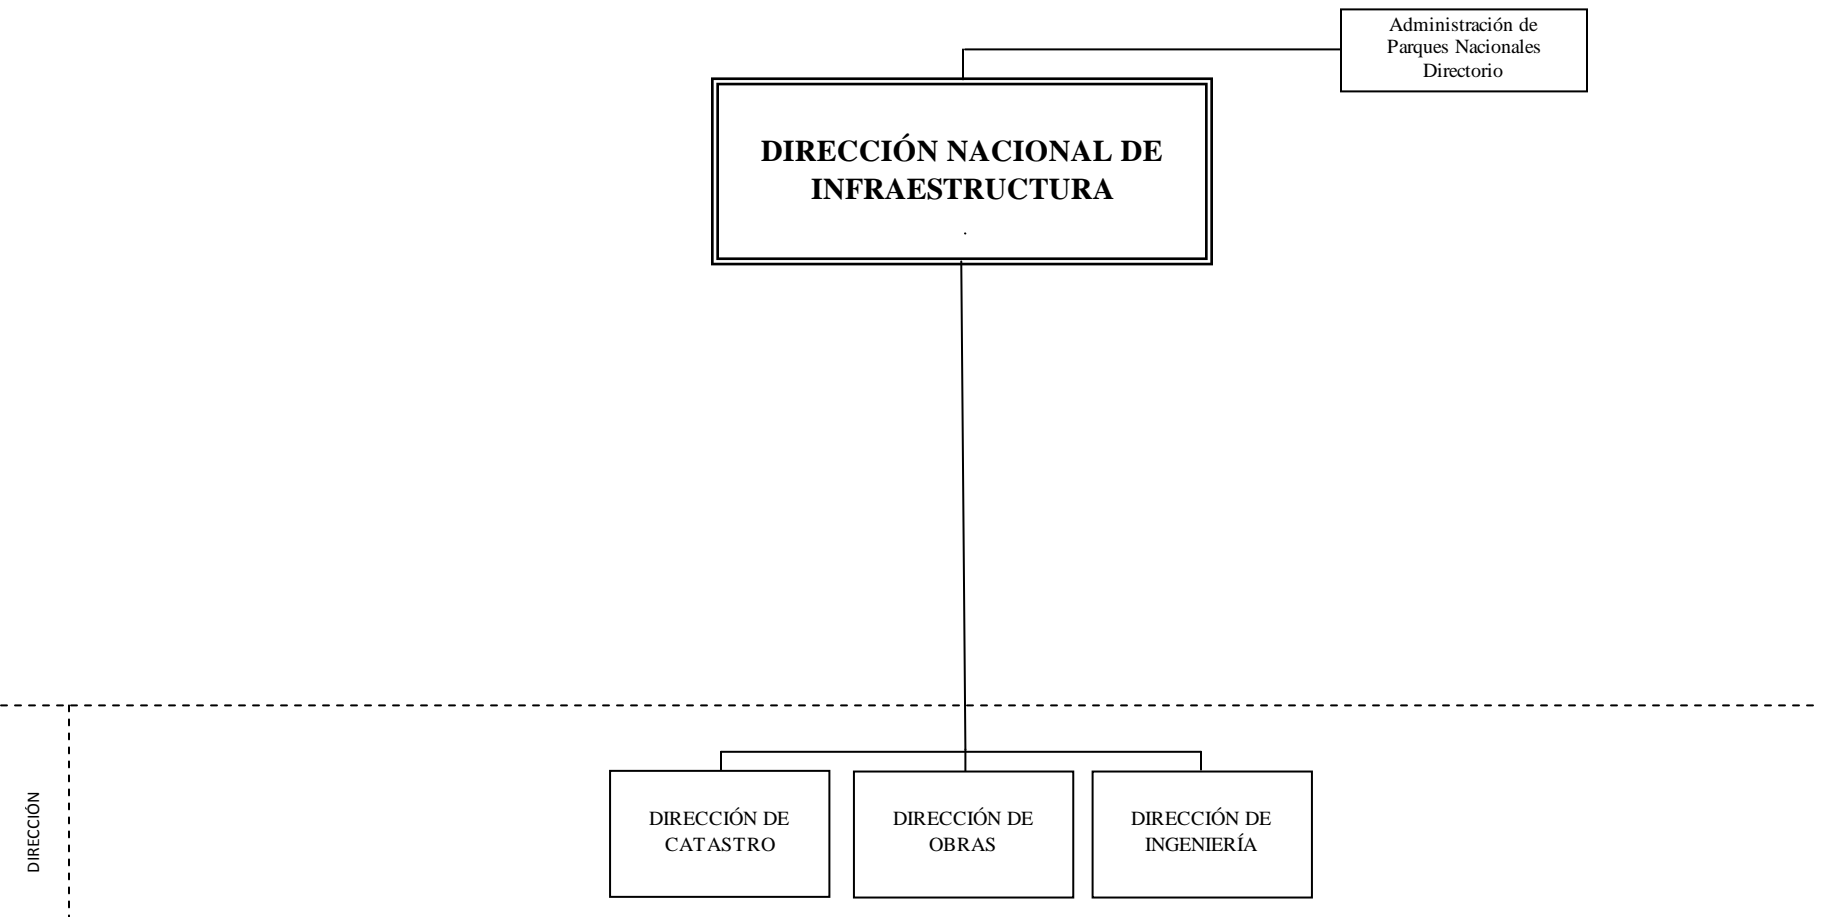 Administración de
Parques Nacionales
Directorio
DIRECCIÓN NACIONAL DE
INFRAESTRUCTURA
.
DIRECCIÓN
DIRECCIÓN DE
CATASTRO
DIRECCIÓN DE
OBRAS
DIRECCIÓN DE
INGENIERÍA